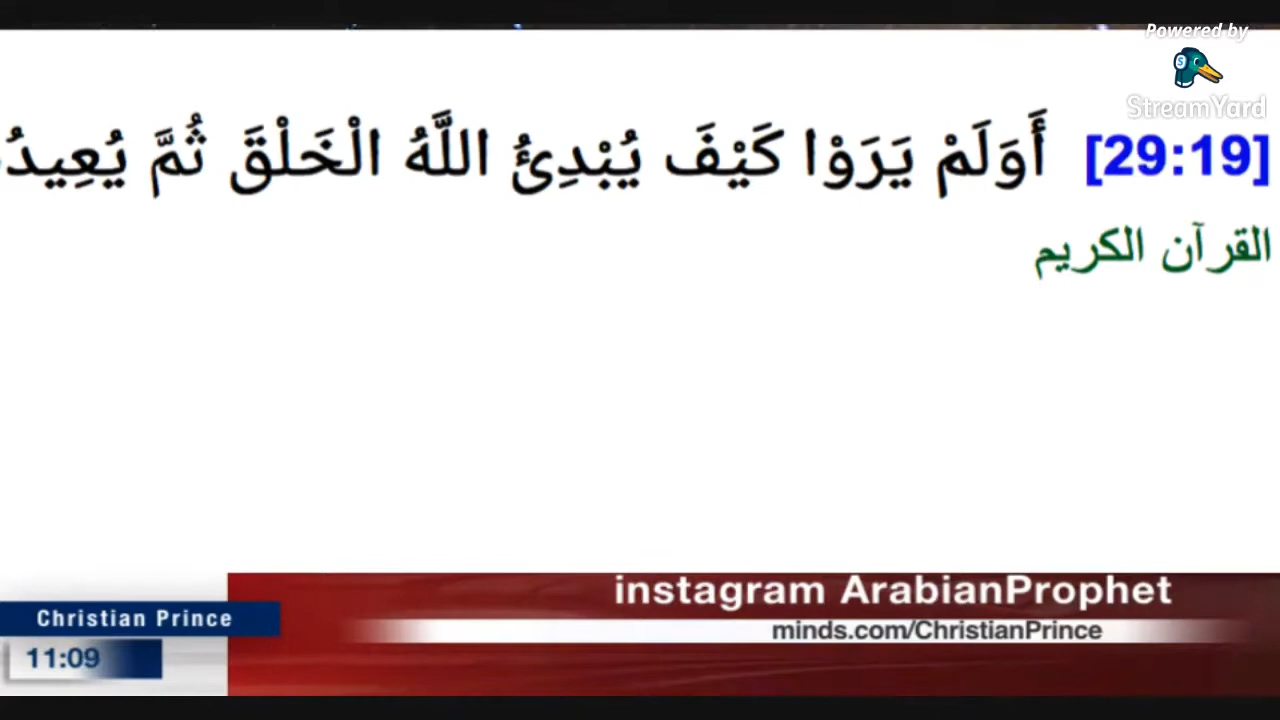 Powered by
StreamYard
[29:19] أَوَلَمْ يَرَوْا كَيْفَ يُبْدِئُ اللَّهُ الْخَلْقَ ثُمَّ يُعِيدُ
القرآن الكريم
instagram ArabianProphet
Christian Prince
minds.com/ChristianPrince
11:09